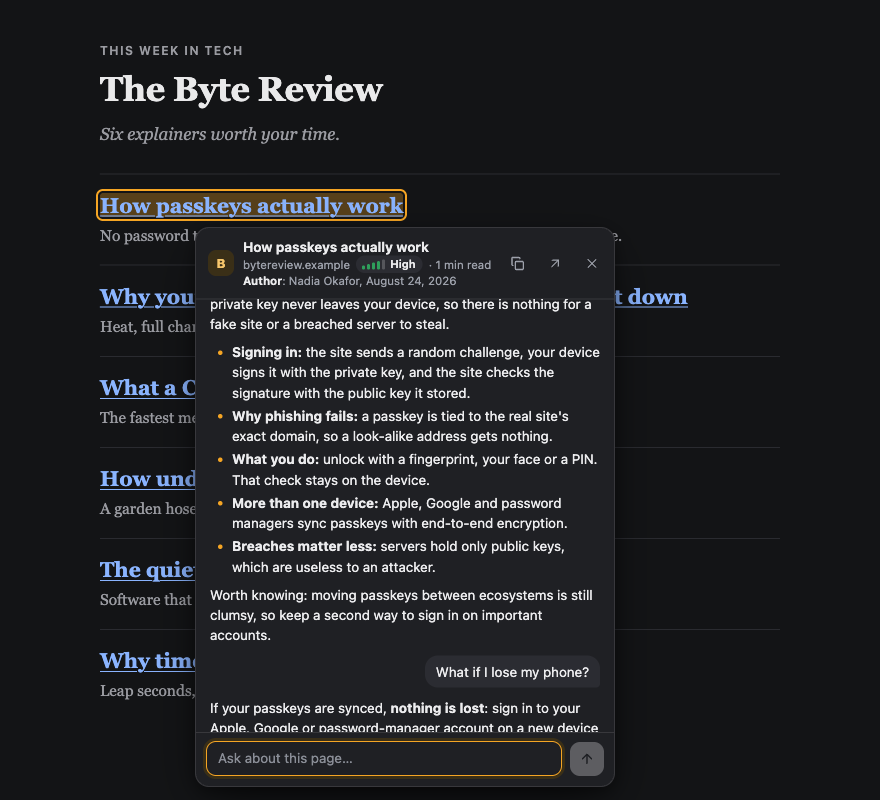 THIS WEEK IN TECH
The Byte Review
Six explainers worth your time.
How passkeys actually work
No password t
e.
B
How passkeys actually work
bytereview.example High · 1 min read
Author: Nadia Okafor, August 24, 2026
private key never leaves your device, so there is nothing for a
fake site or a breached server to steal.
• Signing in: the site sends a random challenge, your device
signs it with the private key, and the site checks the
signature with the public key it stored.
• Why phishing fails: a passkey is tied to the real site's
exact domain, so a look-alike address gets nothing.
• What you do: unlock with a fingerprint, your face or a PIN.
That check stays on the device.
• More than one device: Apple, Google and password
managers sync passkeys with end-to-end encryption.
• Breaches matter less: servers hold only public keys,
which are useless to an attacker.
Worth knowing: moving passkeys between ecosystems is still
clumsy, so keep a second way to sign in on important
accounts.
What if I lose my phone?
If your passkeys are synced, nothing is lost: sign in to your
Apple, Google or password-manager account on a new device
Ask about this page...
Why you
t down
Heat, full char
What a C
The fastest me
How und
A garden hose
The quie
Software that
Why time
Leap seconds,